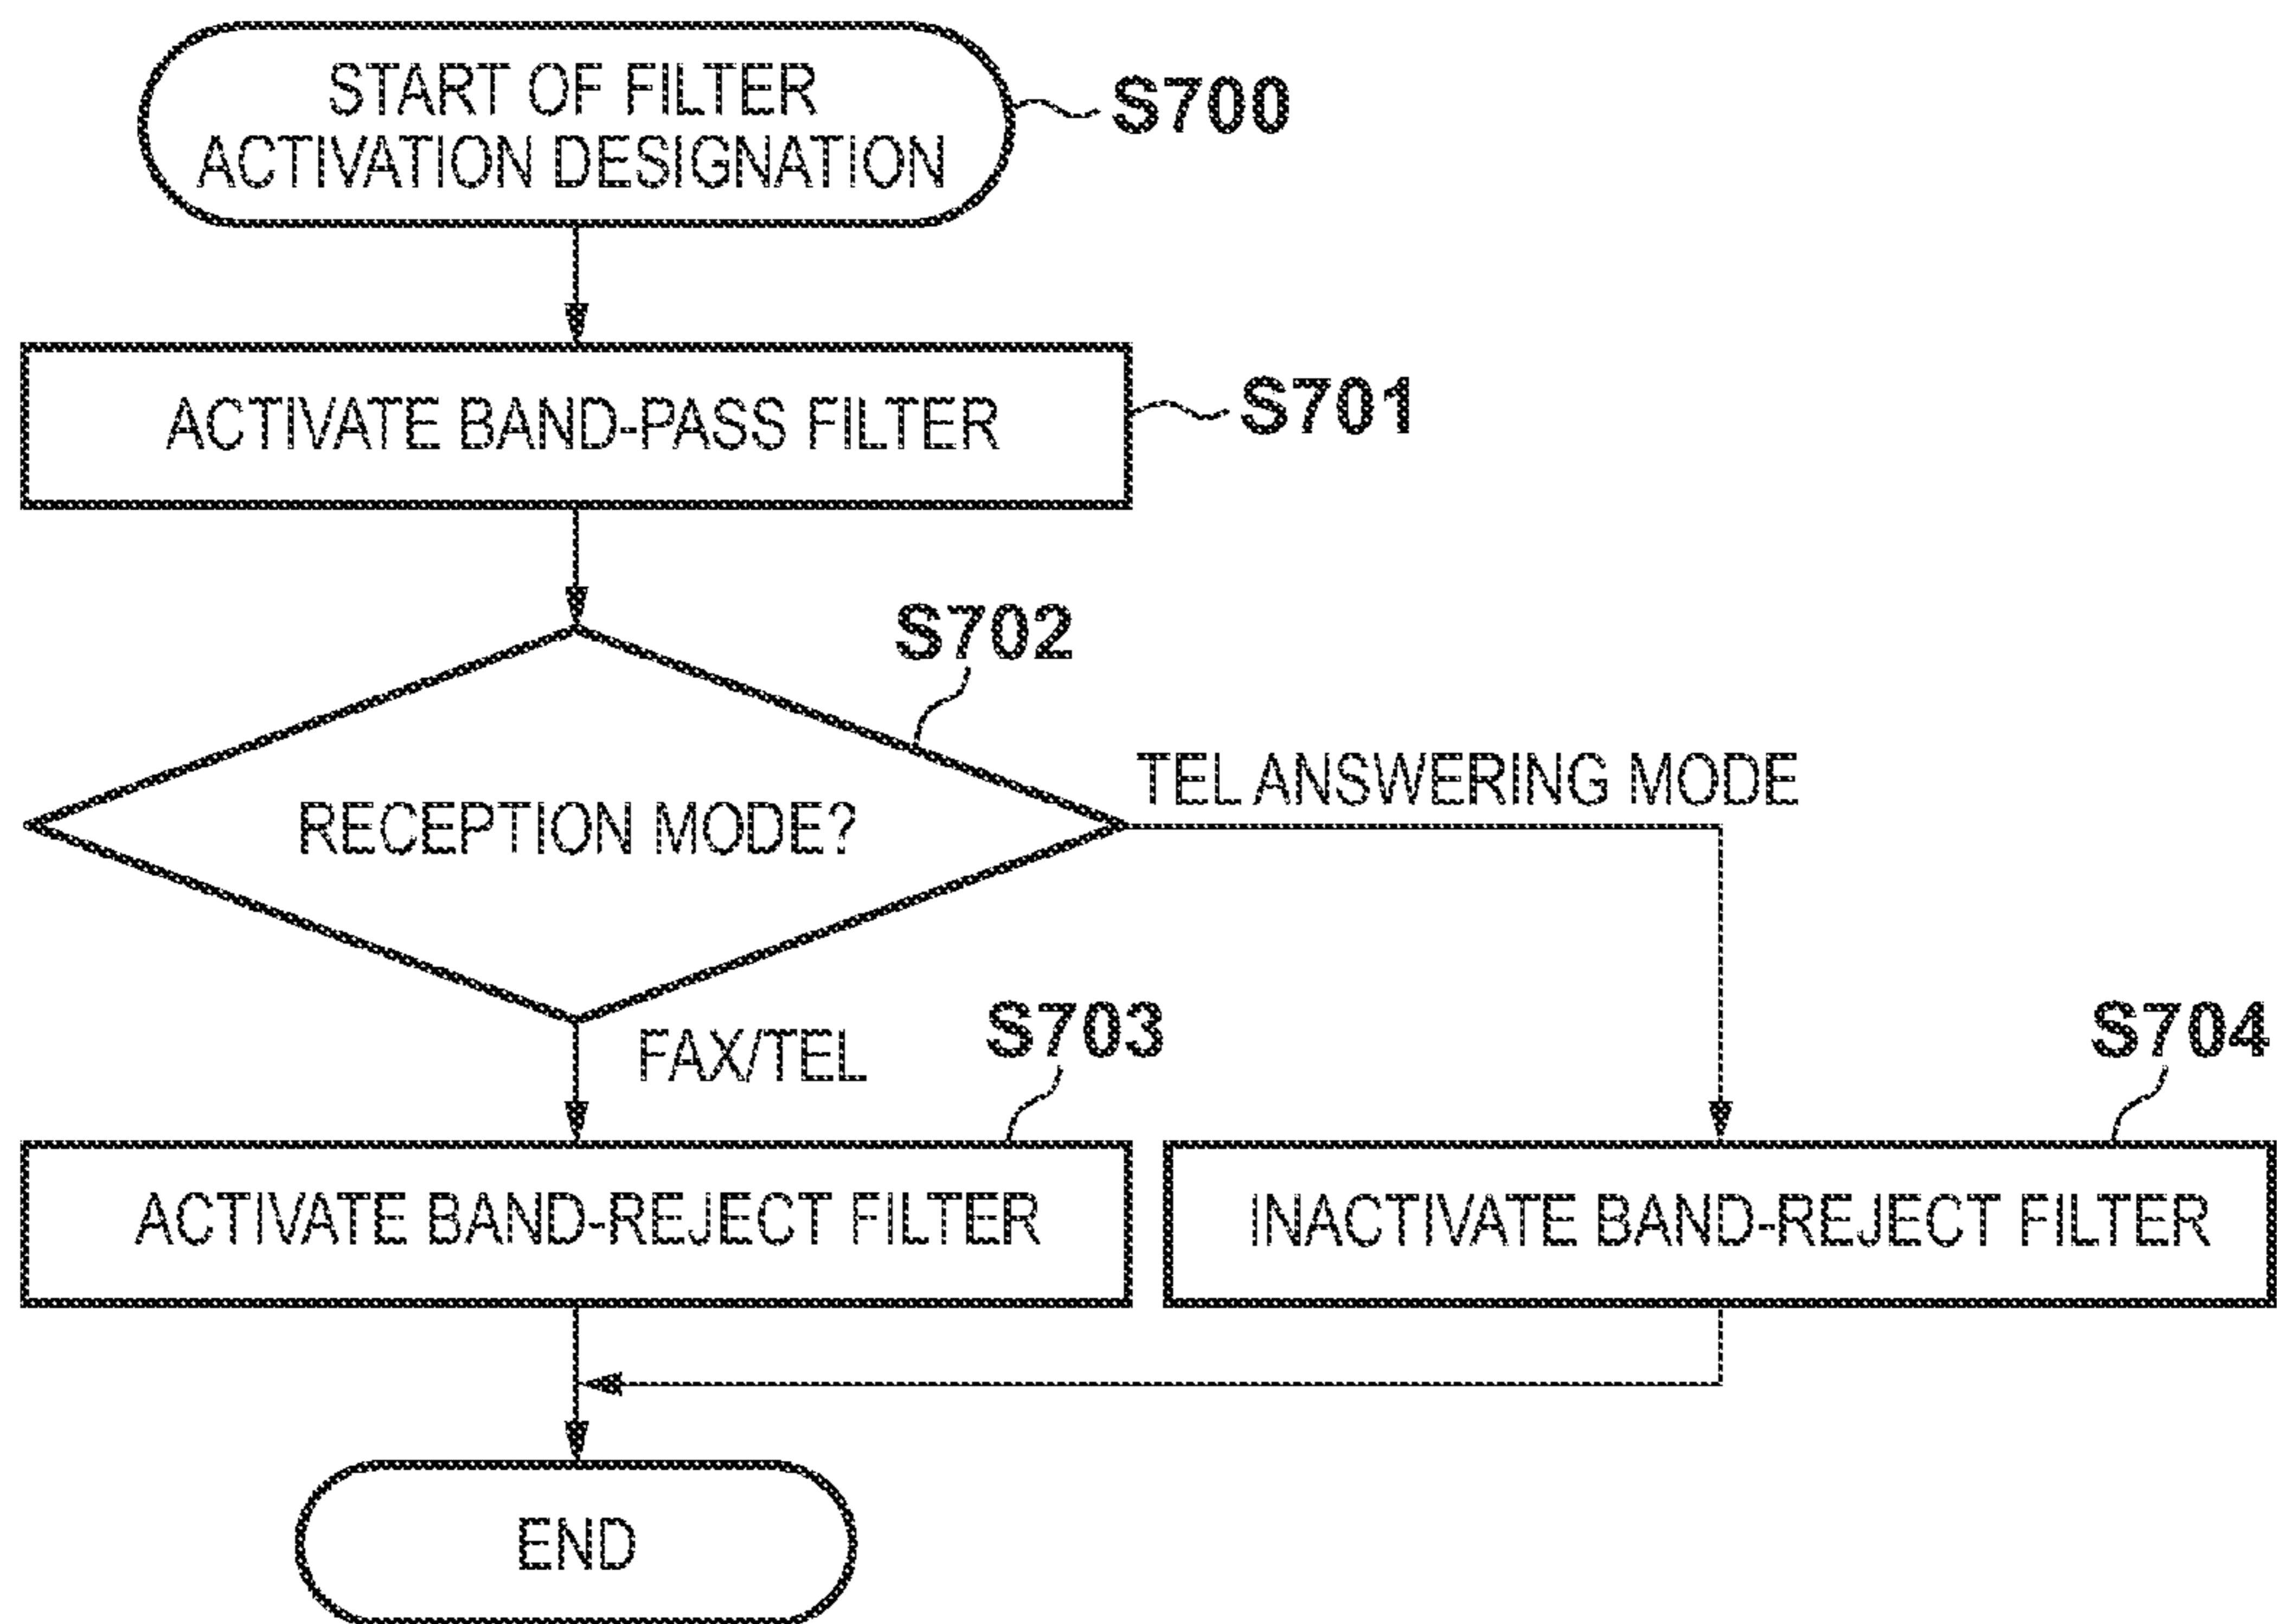 START OF FILTER
ACTIVATION DESIGNATION
S700
ACTIVATE BAND-PASS FILTER
S701
S702
RECEPTION MODE?
TEL ANSWERING MODE
FAX/TEL
S703
S704
ACTIVATE BAND-REJECT FILTER
INACTIVATE BAND-REJECT FILTER
END